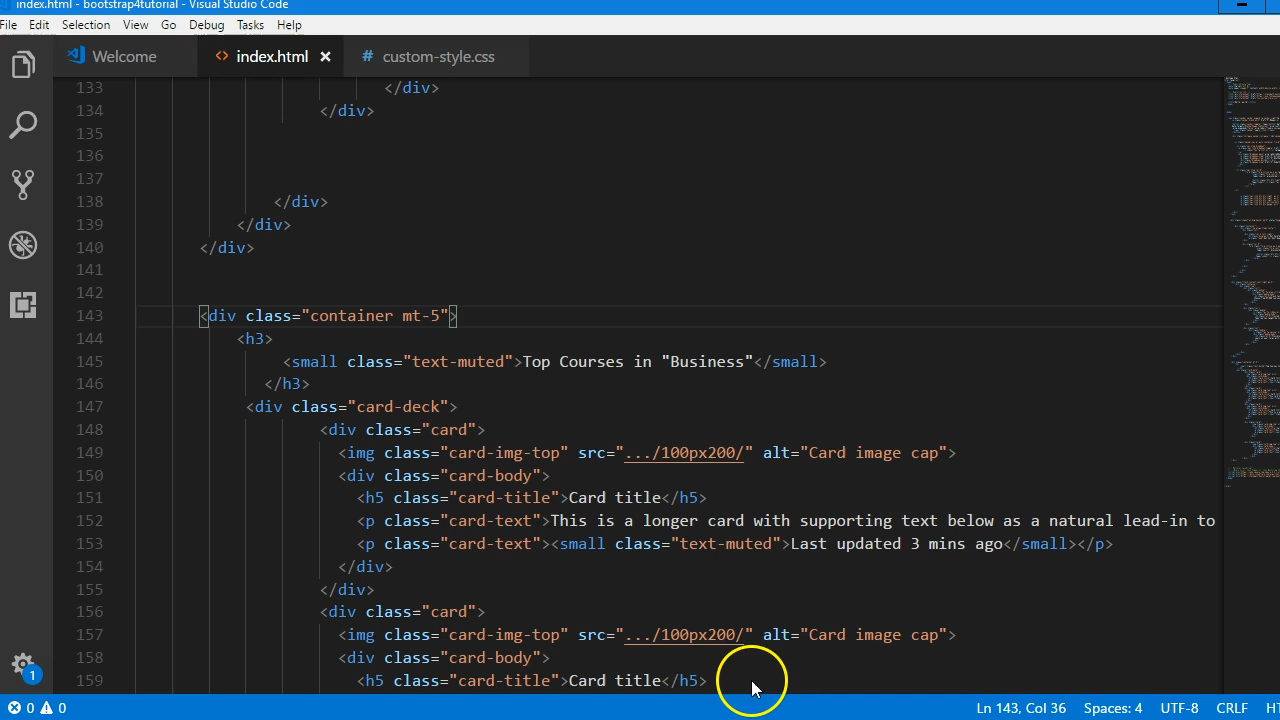 index.html - bootstrap4tutorial - Visual Studio Code
File Edit Selection View Go Debug Tasks Help
Welcome <> index.html × # custom-style.css
133 </div>
134 </div>
135
136
137
138 </div>
139 </div>
140 </div>
141
142
143 <div class="container mt-5">
144 <h3>
145 <small class="text-muted">Top Courses in "Business"</small>
146 </h3>
147 <div class="card-deck">
148 <div class="card">
149 <img class="card-img-top" src=".../100px200/" alt="Card image cap">
150 <div class="card-body">
151 <h5 class="card-title">Card title</h5>
152 <p class="card-text">This is a longer card with supporting text below as a natural lead-in to
153 <p class="card-text"><small class="text-muted">Last updated 3 mins ago</small></p>
154 </div>
155 </div>
156 <div class="card">
157 <img class="card-img-top" src=".../100px200/" alt="Card image cap">
158 <div class="card-body">
159 <h5 class="card-title">Card title</h5>
1
0 0 Ln 143, Col 36 Spaces: 4 UTF-8 CRLF HT